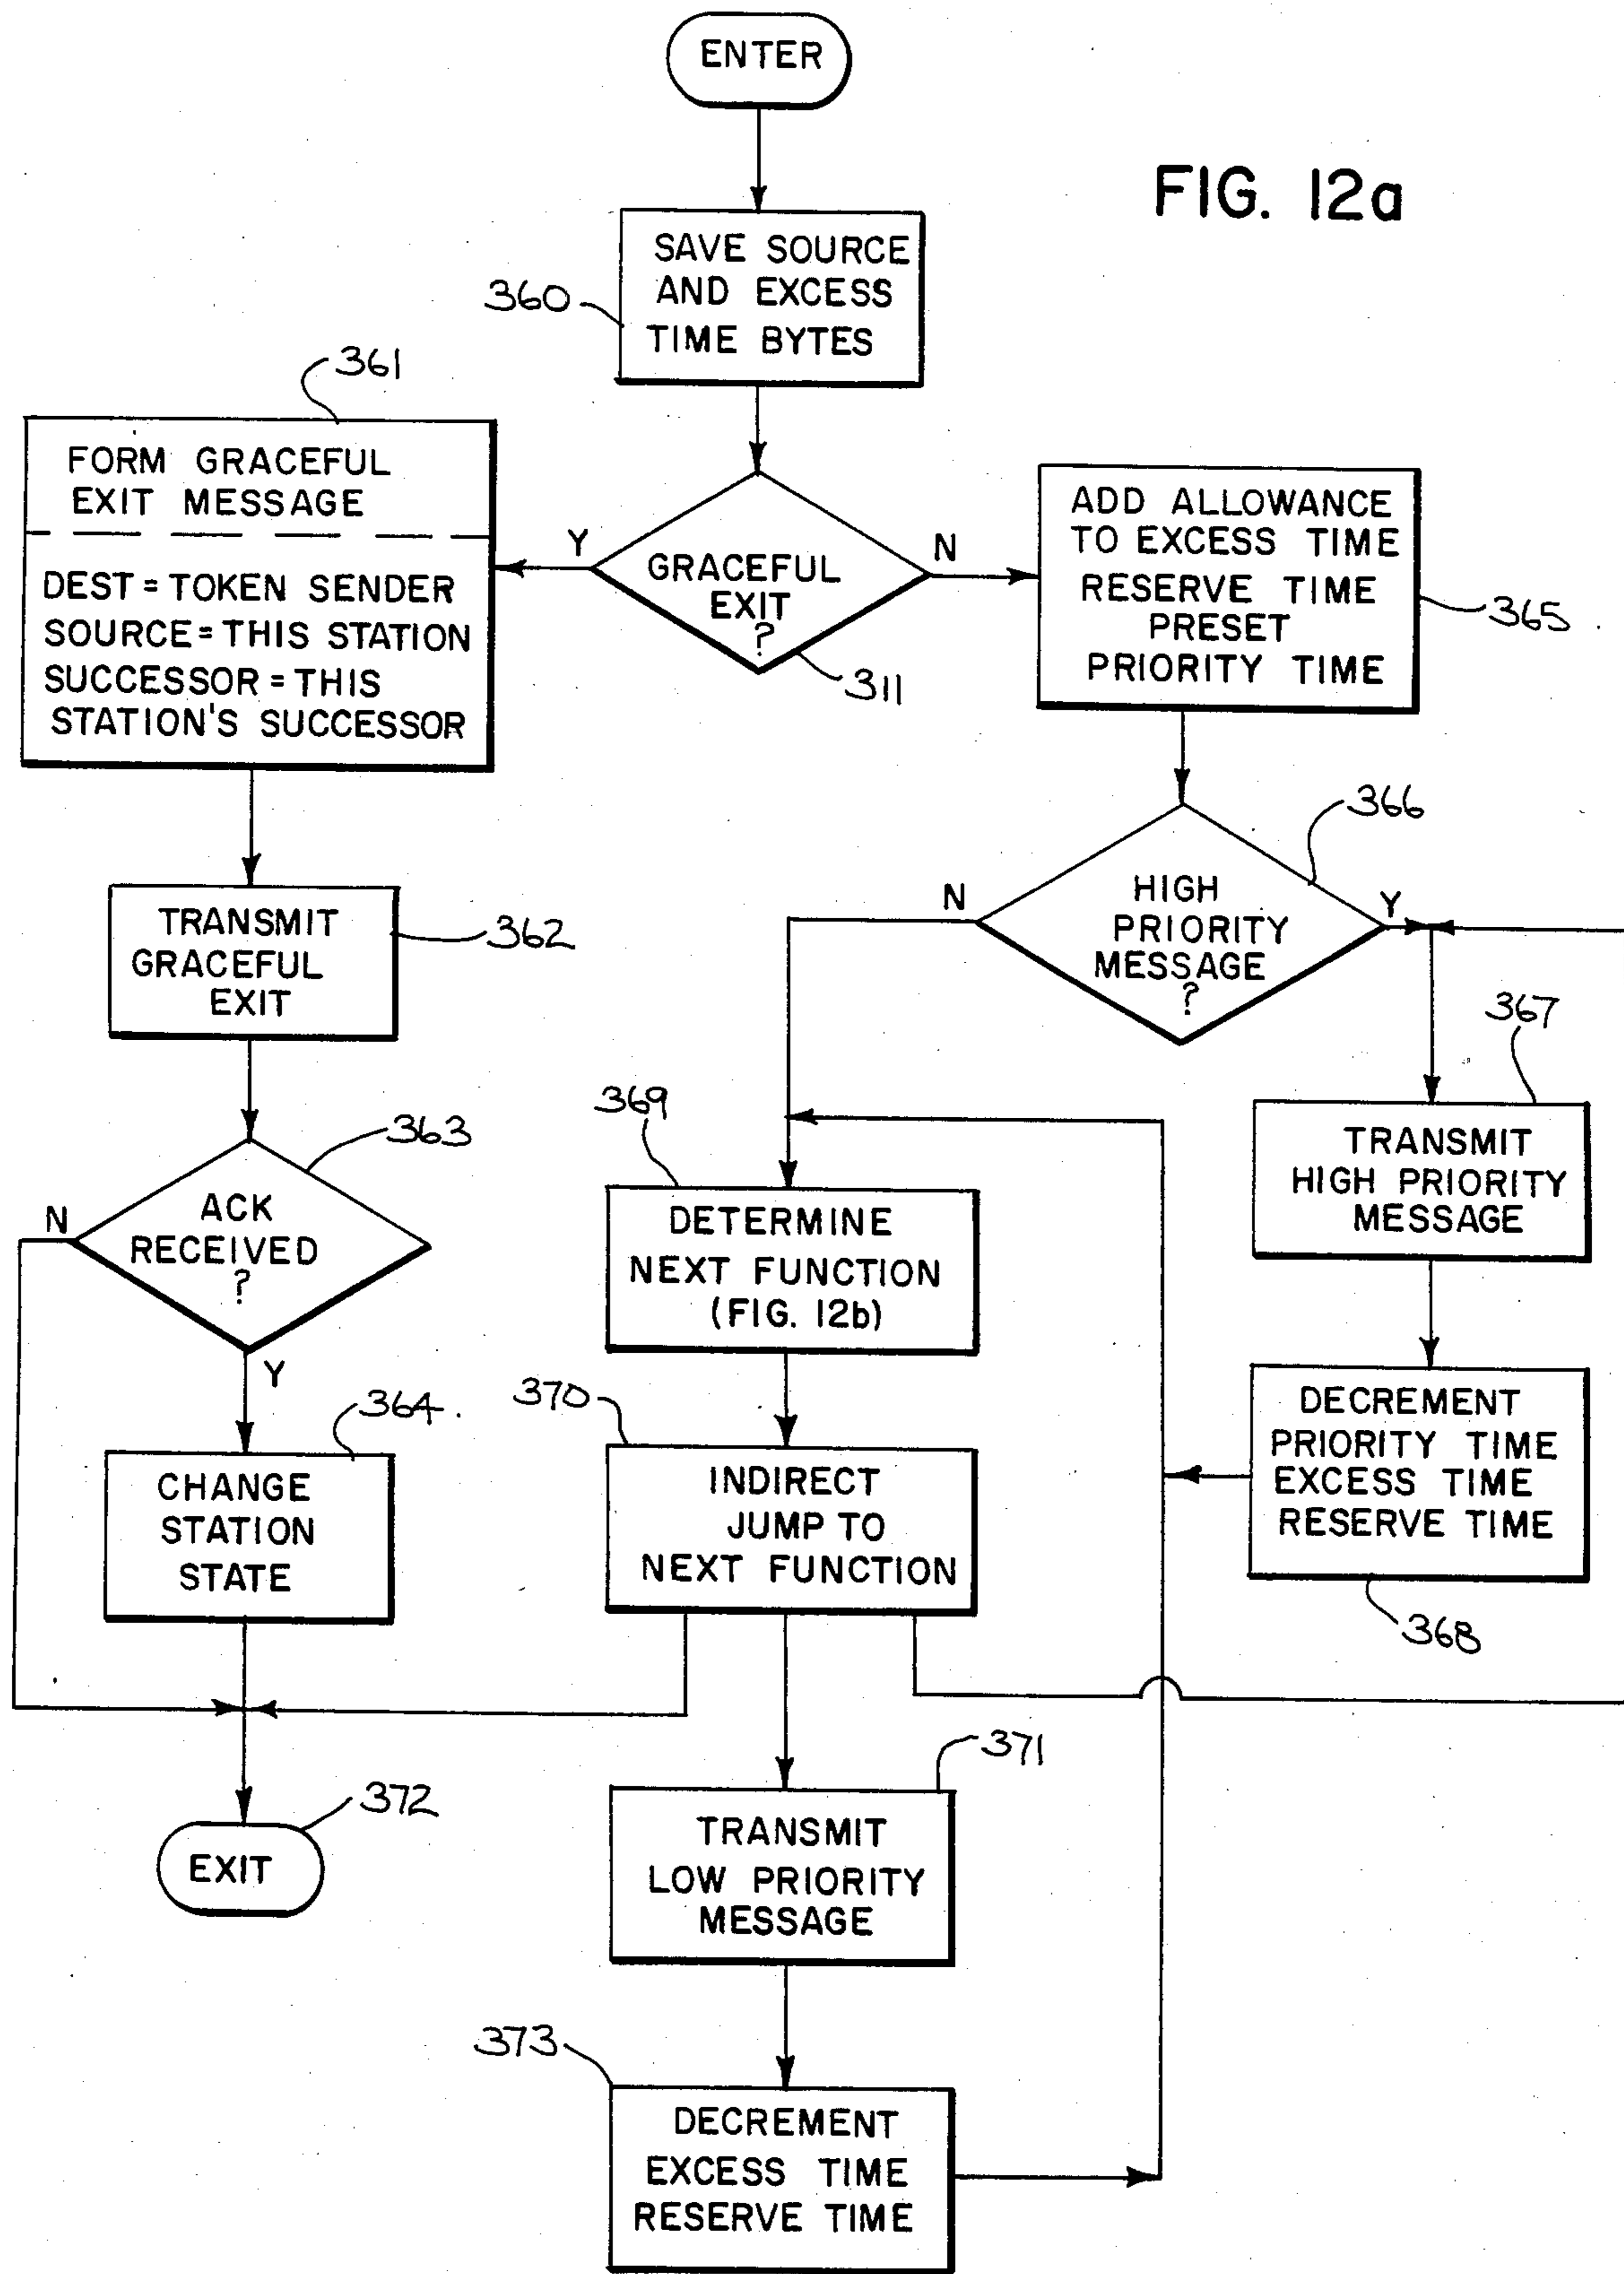 ENTER
FIG. 12a
SAVE SOURCE
AND EXCESS
TIME BYTES
360
361
FORM GRACEFUL
EXIT MESSAGE
DEST = TOKEN SENDER
SOURCE = THIS STATION
SUCCESSOR = THIS
STATION'S SUCCESSOR
Y
GRACEFUL
EXIT
?
N
311
ADD ALLOWANCE
TO EXCESS TIME
RESERVE TIME
PRESET
PRIORITY TIME
365
366
N
HIGH
PRIORITY
MESSAGE
?
Y
TRANSMIT
GRACEFUL
EXIT
362
367
TRANSMIT
HIGH PRIORITY
MESSAGE
363
N
ACK
RECEIVED
?
Y
369
DETERMINE
NEXT FUNCTION
(FIG. 12b)
DECREMENT
PRIORITY TIME
EXCESS TIME
RESERVE TIME
368
364.
CHANGE
STATION
STATE
370
INDIRECT
JUMP TO
NEXT FUNCTION
372
EXIT
371
TRANSMIT
LOW PRIORITY
MESSAGE
373
DECREMENT
EXCESS TIME
RESERVE TIME